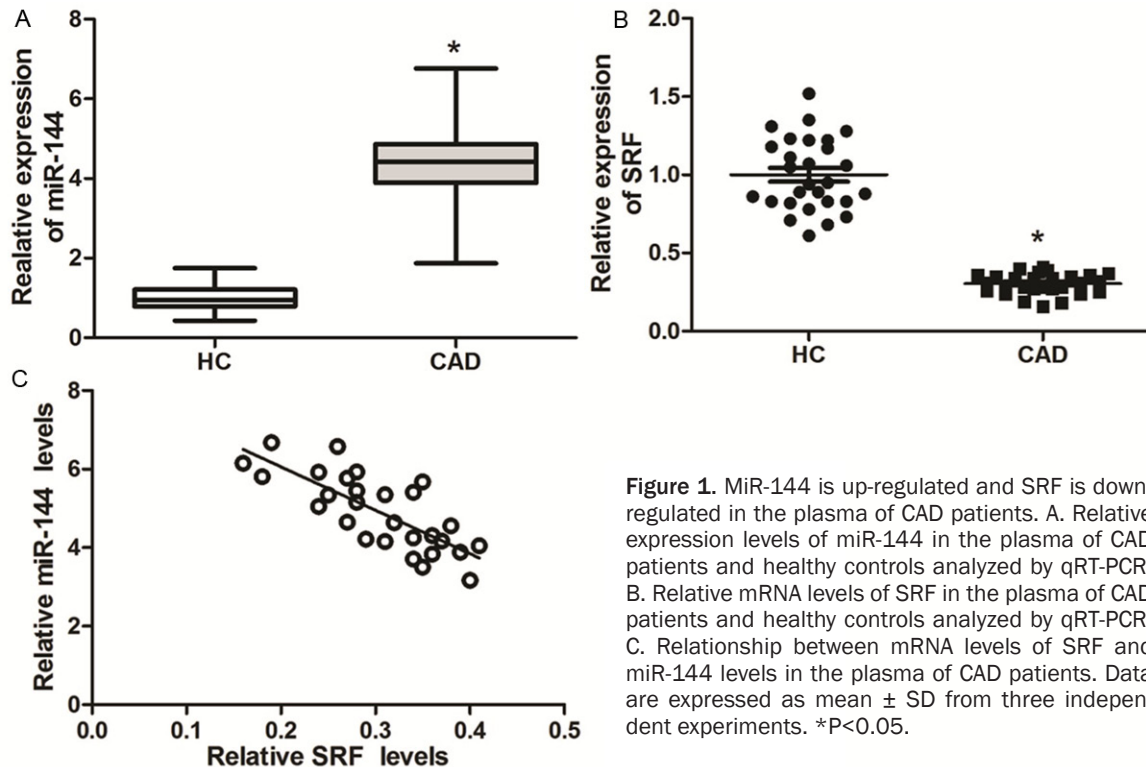 A
8
6
4
2
0
Realative expression
of miR-144
*
HC
CAD
B
2.0
1.5
1.0
0.5
0.0
Relative expression
of SRF
*
HC
CAD
C
8
6
4
2
0
Relative miR-144 levels
0.0
0.1
0.2
0.3
0.4
0.5
Relative SRF levels
Figure 1. MiR-144 is up-regulated and SRF is down
regulated in the plasma of CAD patients. A. Relative
expression levels of miR-144 in the plasma of CAD
patients and healthy controls analyzed by qRT-PCR
B. Relative mRNA levels of SRF in the plasma of CAD
patients and healthy controls analyzed by qRT-PCR
C. Relationship between mRNA levels of SRF and
miR-144 levels in the plasma of CAD patients. Data
are expressed as mean ± SD from three indepen
dent experiments. *P<0.05.